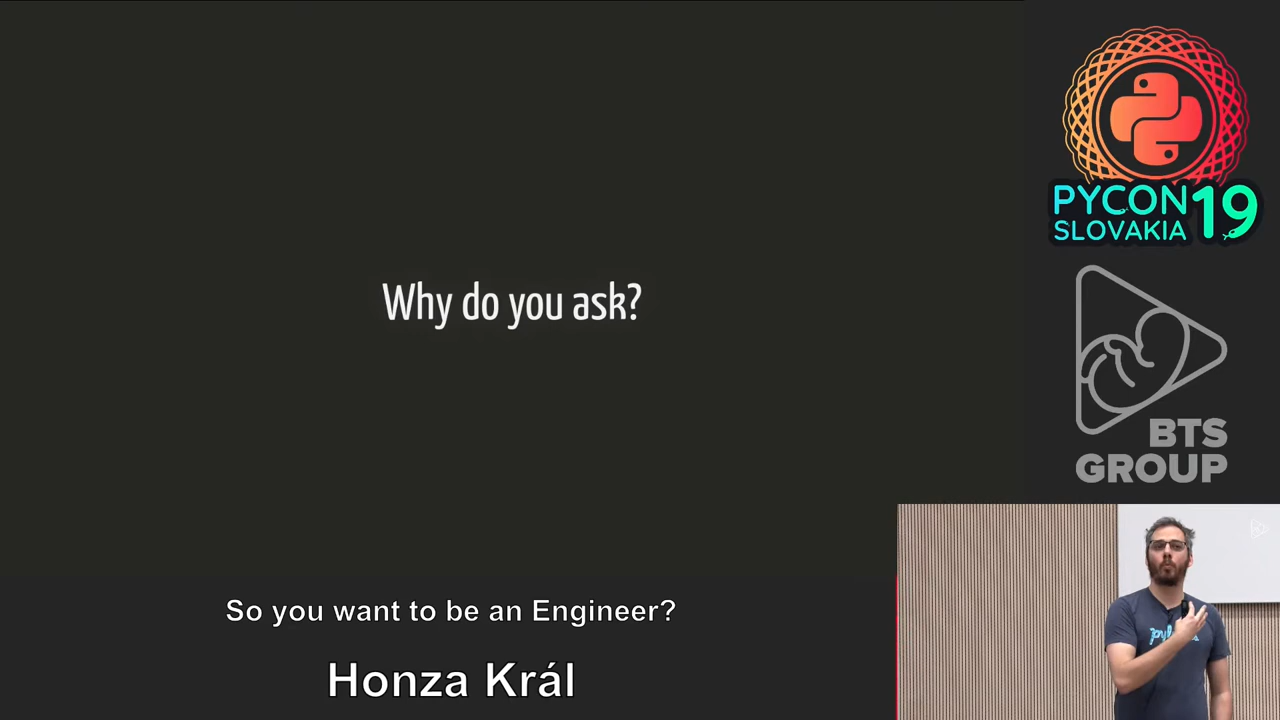 Why do you ask?
PYCON 19
SLOVAKIA
BTS
GROUP
So you want to be an Engineer?
Honza Král